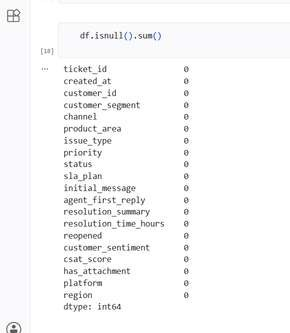 df.isnull().sum()
[18]
...
ticket_id 0
created_at 0
customer_id 0
customer_segment 0
channel 0
product_area 0
issue_type 0
priority 0
status 0
sla_plan 0
initial_message 0
agent_first_reply 0
resolution_summary 0
resolution_time_hours 0
reopened 0
customer_sentiment 0
csat_score 0
has_attachment 0
platform 0
region 0
dtype: int64